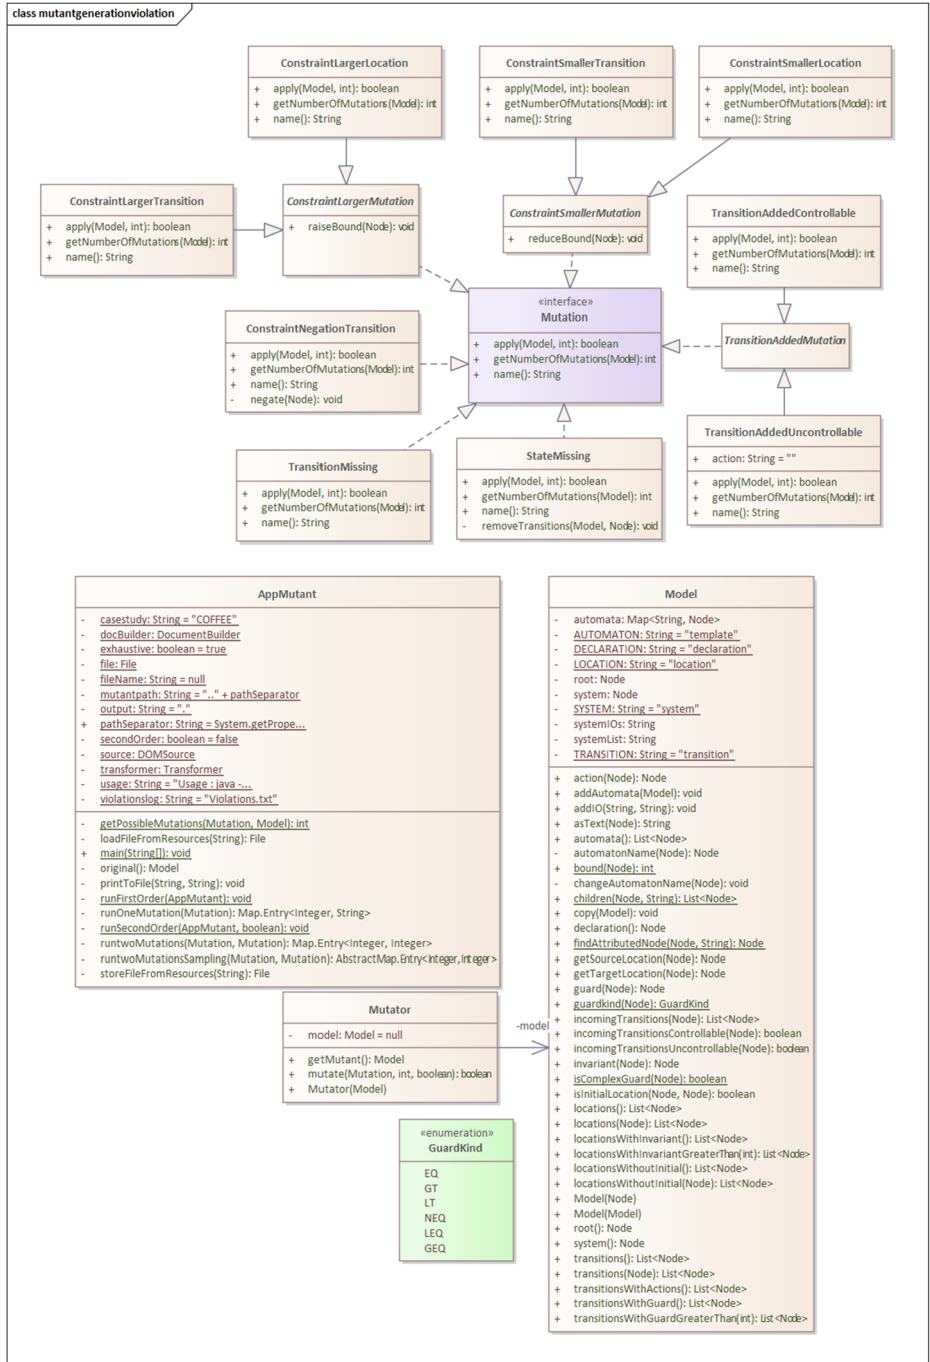 class mutantgenerationviolation
ConstraintLargerLocation
+ apply(Model, int): boolean
+ getNumberOfMutations(Model): int
+ name(): String
ConstraintSmallerTransition
+ apply(Model, int): boolean
+ getNumberOfMutations(Model): int
+ name(): String
ConstraintSmallerLocation
+ apply(Model, int): boolean
+ getNumberOfMutations(Model): int
+ name(): String
ConstraintLargerTransition
+ apply(Model, int): boolean
+ getNumberOfMutations(Model): int
+ name(): String
ConstraintLargerMutation
+ raiseBound(Node): void
ConstraintSmallerMutation
+ reduceBound(Node): void
TransitionAddedControllable
+ apply(Model, int): boolean
+ getNumberOfMutations(Model): int
+ name(): String
«interface»
Mutation
+ apply(Model, int): boolean
+ getNumberOfMutations(Model): int
+ name(): String
ConstraintNegationTransition
+ apply(Model, int): boolean
+ getNumberOfMutations(Model): int
+ name(): String
- negate(Node): void
TransitionAddedMutation
TransitionMissing
+ apply(Model, int): boolean
+ getNumberOfMutations(Model): int
+ name(): String
StateMissing
+ apply(Model, int): boolean
+ getNumberOfMutations(Model): int
+ name(): String
- removeTransitions(Model, Node): void
TransitionAddedUncontrollable
+ action: String = ""
+ apply(Model, int): boolean
+ getNumberOfMutations(Model): int
+ name(): String
AppMutant
- casestudy: String = "COFFEE"
- docBuilder: DocumentBuilder
- exhaustive: boolean = true
- file: File
- fileName: String = null
- mutantpath: String = ".." + pathSeparator
- output: String = "."
+ pathSeparator: String = System.getPrope...
- secondOrder: boolean = false
- source: DOMSource
- transformer: Transformer
- usage: String = "Usage : java -...
- violationslog: String = "Violations.txt"
- getPossibleMutations(Mutation, Model): int
- loadFileFromResources(String): File
+ main(String[]): void
- original(): Model
- printToFile(String, String): void
- runFirstOrder(AppMutant): void
- runOneMutation(Mutation): Map.Entry<Integer, String>
- runSecondOrder(AppMutant, boolean): void
- runtwoMutations(Mutation, Mutation): Map.Entry<Integer, Integer>
- runtwoMutationsSampling(Mutation, Mutation): AbstractMap.Entry<Integer,Integer>
- storeFileFromResources(String): File
Model
- automata: Map<String, Node>
- AUTOMATON: String = "template"
- DECLARATION: String = "declaration"
- LOCATION: String = "location"
- root: Node
- system: Node
- SYSTEM: String = "system"
- systemIOs: String
- systemList: String
- TRANSITION: String = "transition"
+ action(Node): Node
+ addAutomata(Model): void
+ addIO(String, String): void
+ asText(Node): String
+ automata(): List<Node>
- automatonName(Node): Node
+ bound(Node): int
- changeAutomatonName(Node): void
+ children(Node, String): List<Node>
+ copy(Model): void
+ declaration(): Node
+ findAttributedNode(Node, String): Node
+ getSourceLocation(Node): Node
+ getTargetLocation(Node): Node
+ guard(Node): Node
+ guardkind(Node): GuardKind
+ incomingTransitions(Node): List<Node>
+ incomingTransitionsControllable(Node): boolean
+ incomingTransitionsUncontrollable(Node): boolean
+ invariant(Node): Node
+ isComplexGuard(Node): boolean
+ isInitialLocation(Node, Node): boolean
+ locations(): List<Node>
+ locations(Node): List<Node>
+ locationsWithInvariant(): List<Node>
+ locationsWithInvariantGreaterThan(int): List<Node>
+ locationsWithoutInitial(): List<Node>
+ locationsWithoutInitial(Node): List<Node>
+ Model(Node)
+ Model(Model)
+ root(): Node
+ system(): Node
+ transitions(): List<Node>
+ transitions(Node): List<Node>
+ transitionsWithActions(): List<Node>
+ transitionsWithGuard(): List<Node>
+ transitionsWithGuardGreaterThan(int): List<Node>
Mutator
- model: Model = null
+ getMutant(): Model
+ mutate(Mutation, int, boolean): boolean
+ Mutator(Model)
-model
«enumeration»
GuardKind
EQ
GT
LT
NEQ
LEQ
GEQ